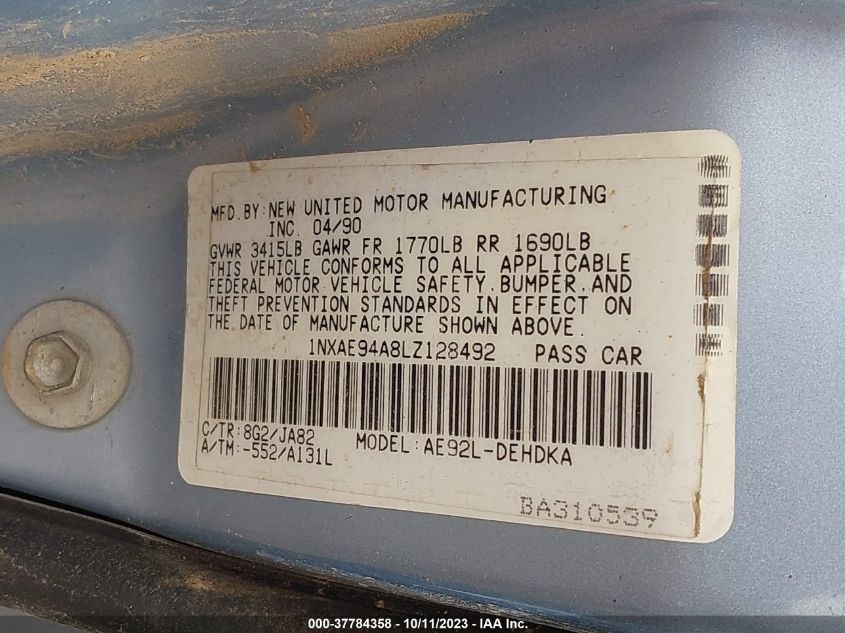 MFD. BY: NEW UNITED MOTOR MANUFACTURING
INC. 04/90
GVWR 3415LB GAWR FR 1770LB RR 1690LB
THIS VEHICLE CONFORMS TO ALL APPLICABLE
FEDERAL MOTOR VEHICLE SAFETY, BUMPER, AND
THEFT PREVENTION STANDARDS IN EFFECT ON
THE DATE OF MANUFACTURE SHOWN ABOVE.
1NXAE94A8LZ128492 PASS CAR
C/TR:8G2/JA82 MODEL: AE92L-DEHDKA
A/TM:-552/A131L
BA310539
000-37784358 - 10/11/2023 - IAA Inc.